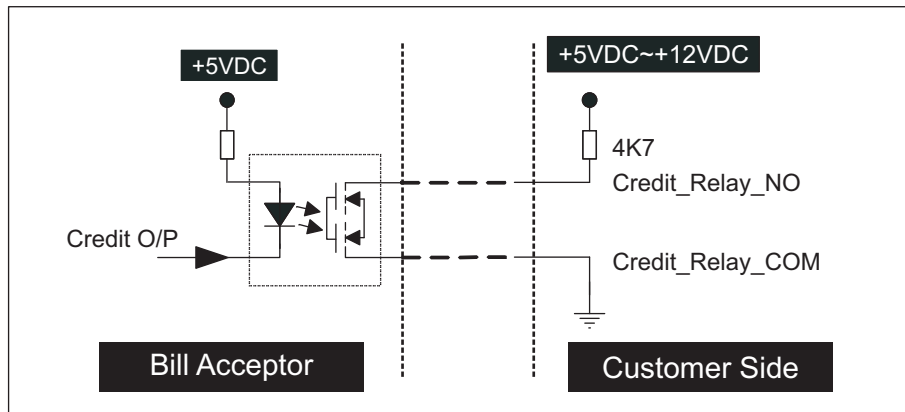 +5VDC
+5VDC~+12VDC
4K7
Credit_Relay_NO
Credit O/P
Credit_Relay_COM
Bill Acceptor
Customer Side